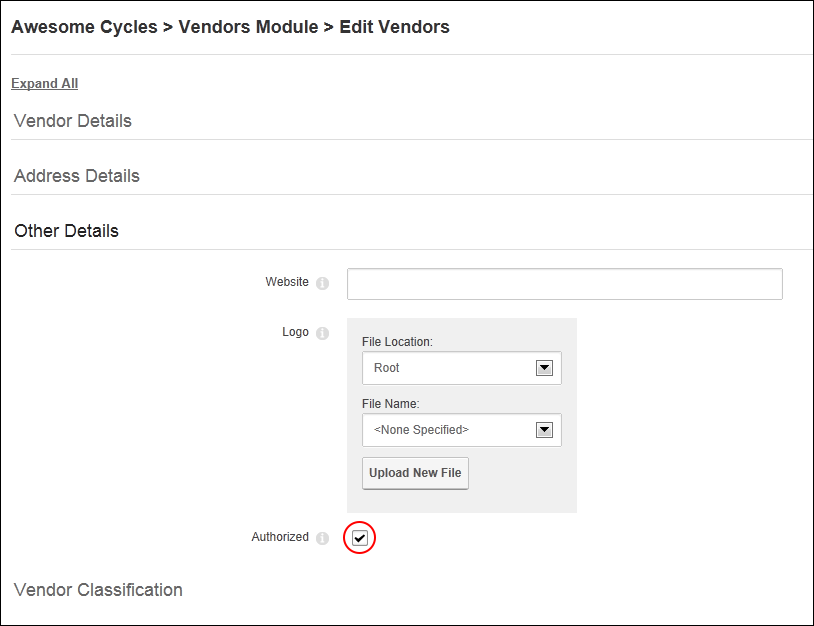 Awesome Cycles > Vendors Module > Edit Vendors
Expand All
Vendor Details
Address Details
Other Details
Website
Logo
File Location:
Root
File Name:
<None Specified>
Upload New File
Authorized
Vendor Classification